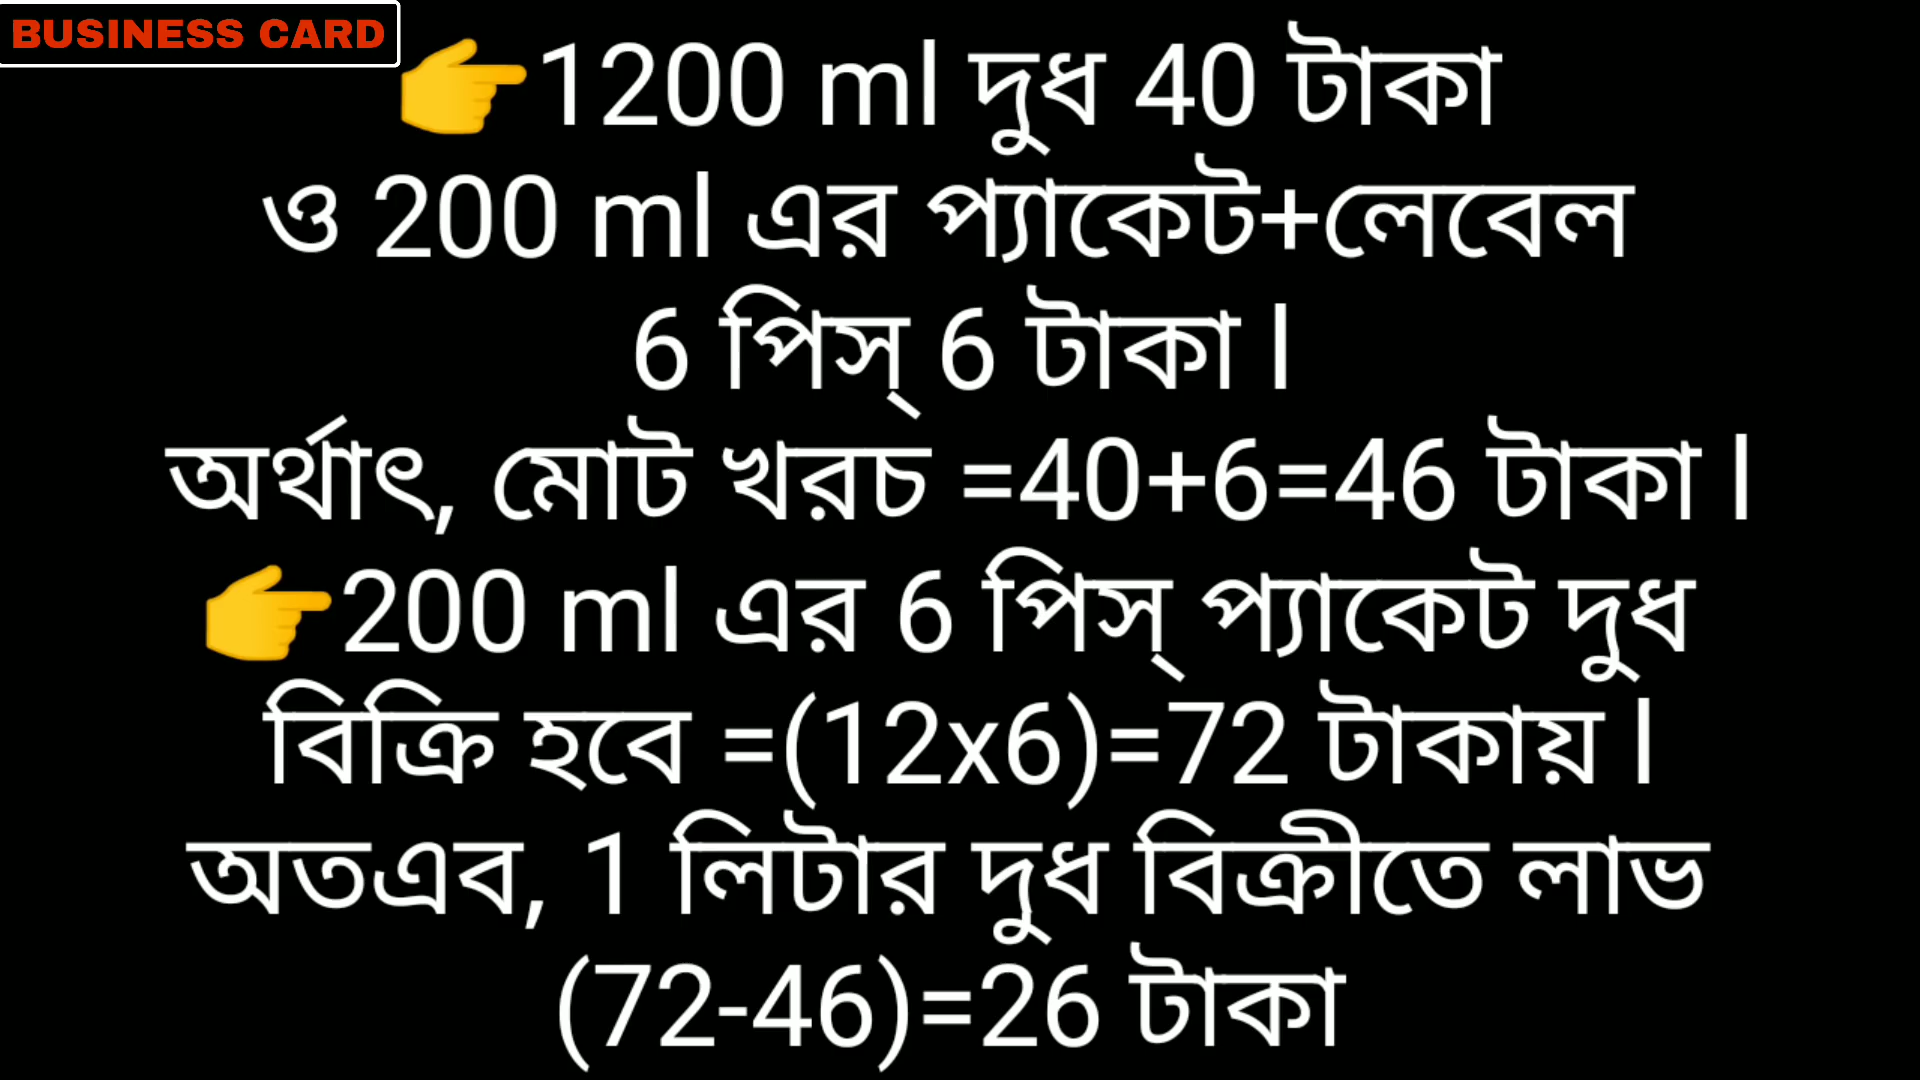 BUSINESS CARD
👉1200 ml দুধ 40 টাকা
ও 200 ml এর প্যাকেট+লেবেল
6 পিস্ 6 টাকা l
অর্থাৎ, মোট খরচ =40+6=46 টাকা l
👉200 ml এর 6 পিস্ প্যাকেট দুধ
বিক্রি হবে =(12x6)=72 টাকায় l
অতএব, 1 লিটার দুধ বিক্রীতে লাভ
(72-46)=26 টাকা